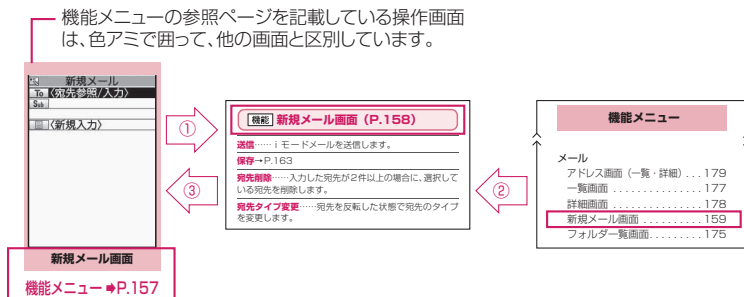 機能メニューの参照ページを記載している操作画面
は、色アミで囲って、他の画面と区別しています。
新規メール
To 〈宛先参照/入力〉
Sub
〈新規入力〉
新規メール画面
機能メニュー ➡P.157
①
③
機能 新規メール画面（P.158）
送信……ｉモードメールを送信します。
保存→P.163
宛先削除……入力した宛先が2件以上の場合に、選択して
いる宛先を削除します。
宛先タイプ変更……宛先を反転した状態で宛先のタイプ
を変更します。
②
機能メニュー
メール
アドレス画面（一覧・詳細）. . . 179
一覧画面 . . . . . . . . . . . . . . . 177
詳細画面 . . . . . . . . . . . . . . . 178
新規メール画面 . . . . . . . . . . 159
フォルダ一覧画面. . . . . . . . . 175